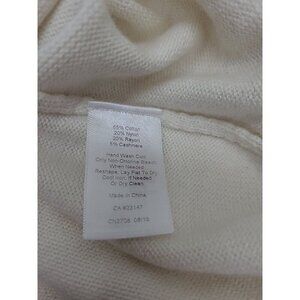 55% Cotton
20% Nylon
20% Rayon
5% Cashmere
Hand Wash Cold
Only Non-Chlorine Bleach
When Needed
Reshape, Lay Flat To Dry
Cool Iron, If Needed
Or Dry Clean.
Made in China
CA #22147